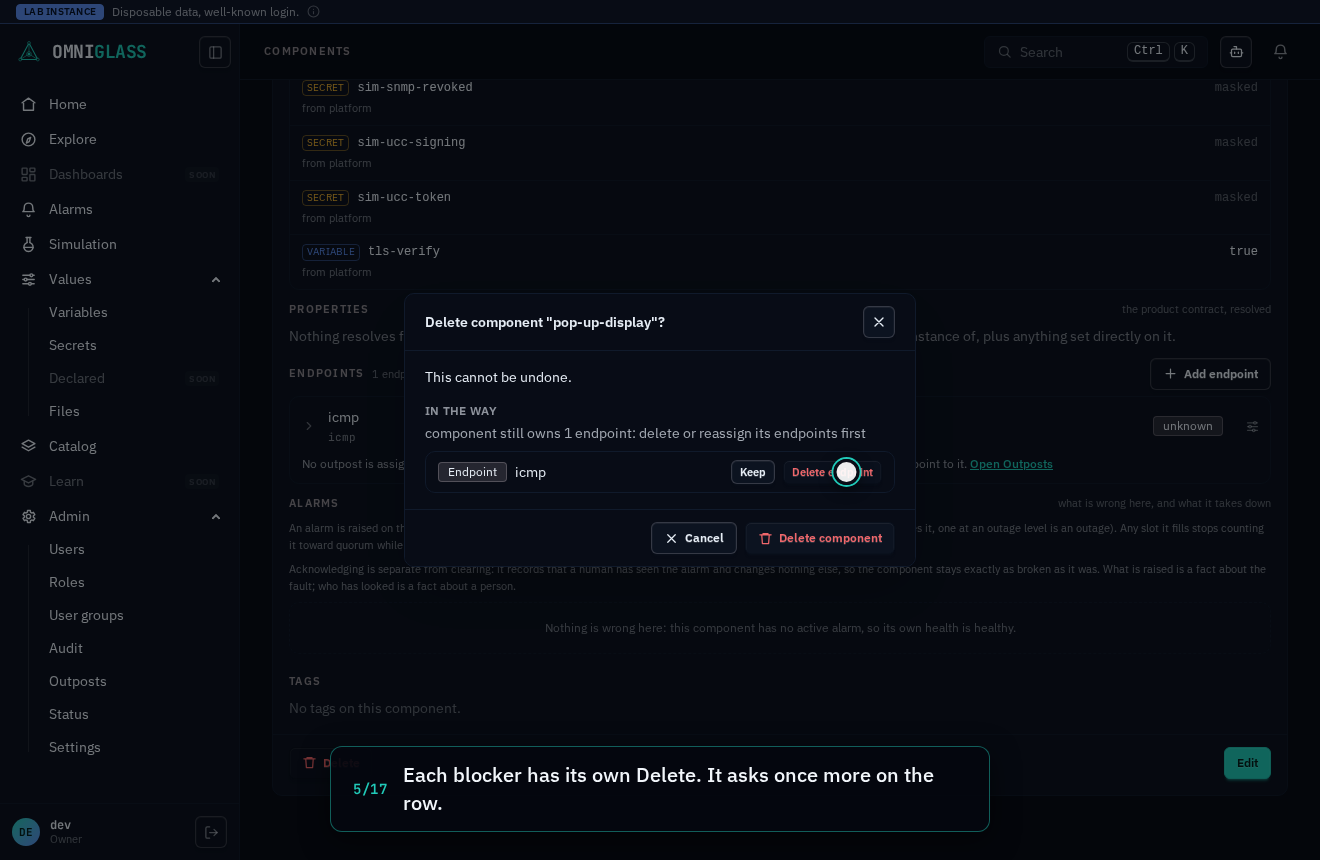 LAB INSTANCE Disposable data, well-known login.
OMNIGLASS
COMPONENTS
Search Ctrl K
Home
Explore
Dashboards SOON
Alarms
Simulation
Values
Variables
Secrets
Declared SOON
Files
Catalog
Learn SOON
Admin
Users
Roles
User groups
Audit
Outposts
Status
Settings
DE dev
Owner
SECRET sim-snmp-revoked masked
from platform
SECRET sim-ucc-signing masked
from platform
SECRET sim-ucc-token masked
from platform
VARIABLE tls-verify true
from platform
PROPERTIES the product contract, resolved
Nothing resolves f nstance of, plus anything set directly on it.
ENDPOINTS 1 endp Add endpoint
icmp
icmp unknown
No outpost is assig point to it. Open Outposts
ALARMS what is wrong here, and what it takes down
An alarm is raised on th s it, one at an outage level is an outage). Any slot it fills stops counting
it toward quorum while
Acknowledging is separate from clearing: it records that a human has seen the alarm and changes nothing else, so the component stays exactly as broken as it was. What is raised is a fact about the
fault; who has looked is a fact about a person.
Nothing is wrong here: this component has no active alarm, so its own health is healthy.
TAGS
No tags on this component.
Edit
Delete component "pop-up-display"?
This cannot be undone.
IN THE WAY
component still owns 1 endpoint: delete or reassign its endpoints first
Endpoint icmp Keep Delete e nt
Cancel Delete component
5/17 Each blocker has its own Delete. It asks once more on the
row.